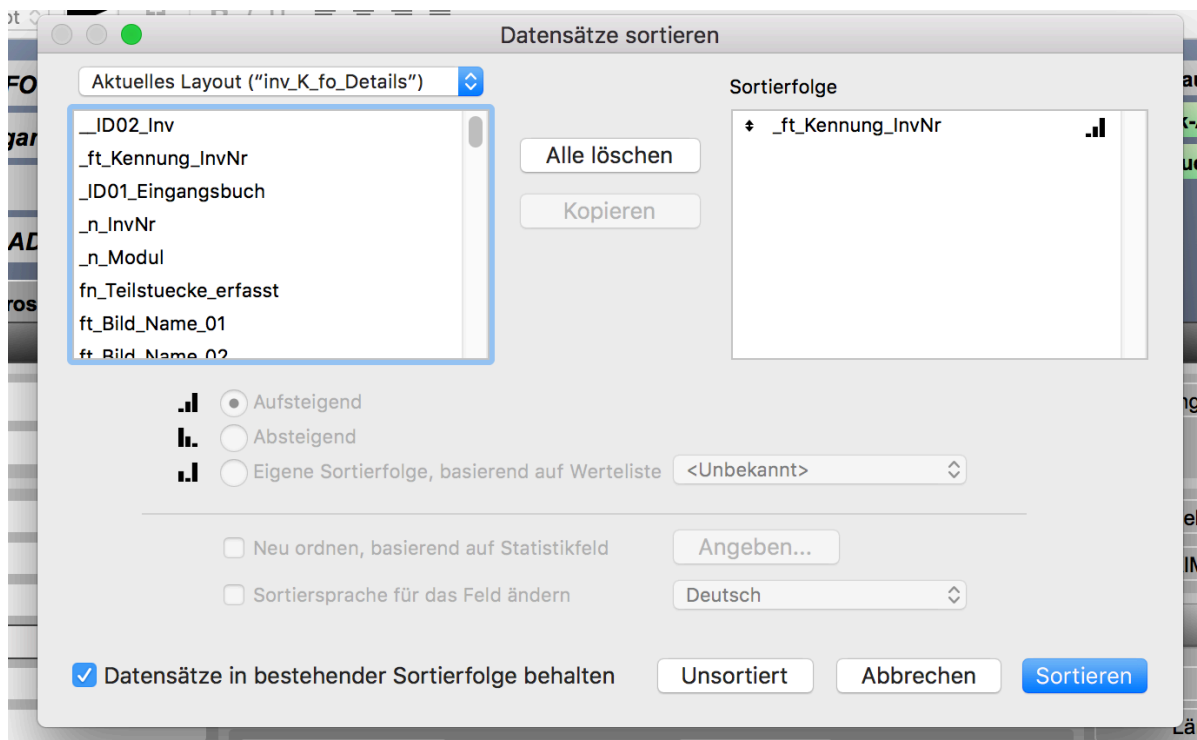 Datensätze sortieren
Aktuelles Layout ("inv_K_fo_Details")
__ID02_Inv
_ft_Kennung_InvNr
_ID01_Eingangsbuch
_n_InvNr
_n_Modul
fn_Teilstuecke_erfasst
ft_Bild_Name_01
ft_Bild_Name_02
Alle löschen
Kopieren
Sortierfolge
_ft_Kennung_InvNr
Aufsteigend
Absteigend
Eigene Sortierfolge, basierend auf Werteliste <Unbekannt>
Neu ordnen, basierend auf Statistikfeld Angeben...
Sortiersprache für das Feld ändern Deutsch
Datensätze in bestehender Sortierfolge behalten Unsortiert Abbrechen Sortieren